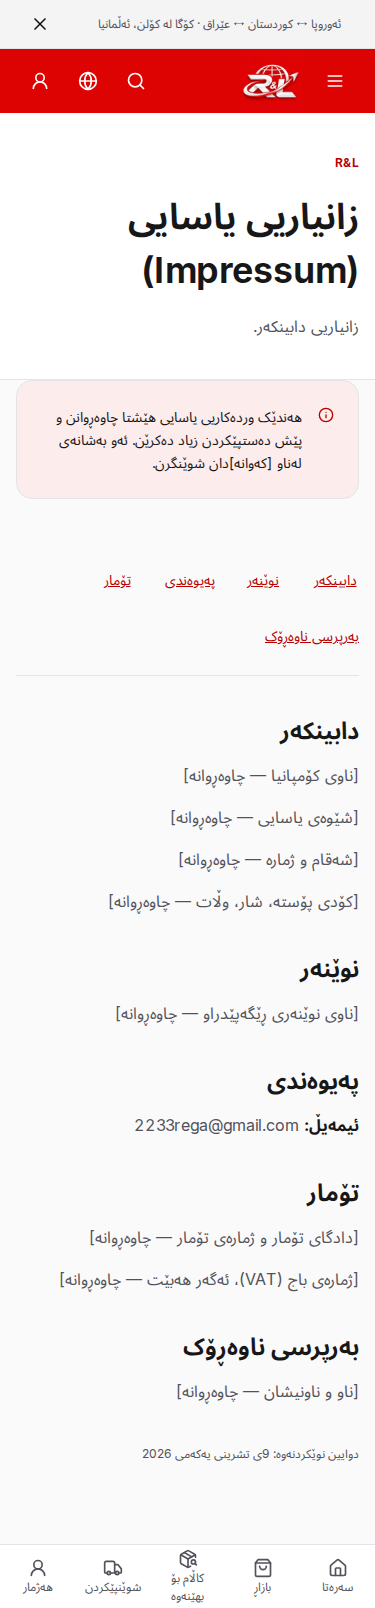 ئەوروپا ↔ کوردستان ↔ عێراق · کۆگا لە کۆلن، ئەڵمانیا
R&L
R&L
زانیاریی یاسایی
(Impressum)
زانیاریی دابینکەر.
هەندێک وردەکاریی یاسایی هێشتا چاوەڕوانن و
پێش دەستپێکردن زیاد دەکرێن. ئەو بەشانەی
لەناو [کەوانە]دان شوێنگرن.
دابینکەر نوێنەر پەیوەندی تۆمار
بەرپرسی ناوەڕۆک
دابینکەر
[ناوی کۆمپانیا — چاوەڕوانە]
[شێوەی یاسایی — چاوەڕوانە]
[شەقام و ژمارە — چاوەڕوانە]
[کۆدی پۆستە، شار، وڵات — چاوەڕوانە]
نوێنەر
[ناوی نوێنەری ڕێگەپێدراو — چاوەڕوانە]
پەیوەندی
ئیمەیڵ: 2233rega@gmail.com
تۆمار
[دادگای تۆمار و ژمارەی تۆمار — چاوەڕوانە]
[ژمارەی باج (VAT)، ئەگەر هەبێت — چاوەڕوانە]
بەرپرسی ناوەڕۆک
[ناو و ناونیشان — چاوەڕوانە]
دوایین نوێکردنەوە: 9ی تشرینی یەکەمی 2026
سەرەتا بازاڕ کاڵام بۆ بهێنەوە شوێنپێکردن هەژمار